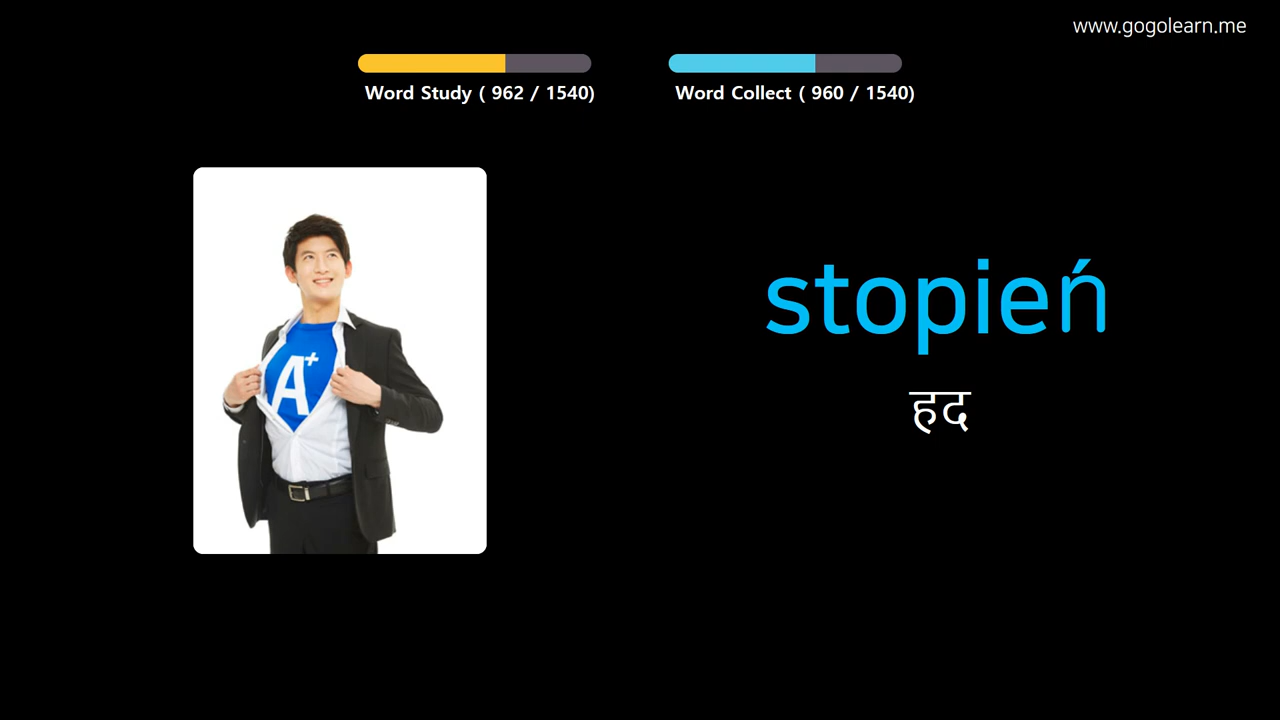 www.gogolearn.me
Word Study ( 962 / 1540)
Word Collect ( 960 / 1540)
A+
stopień
हद